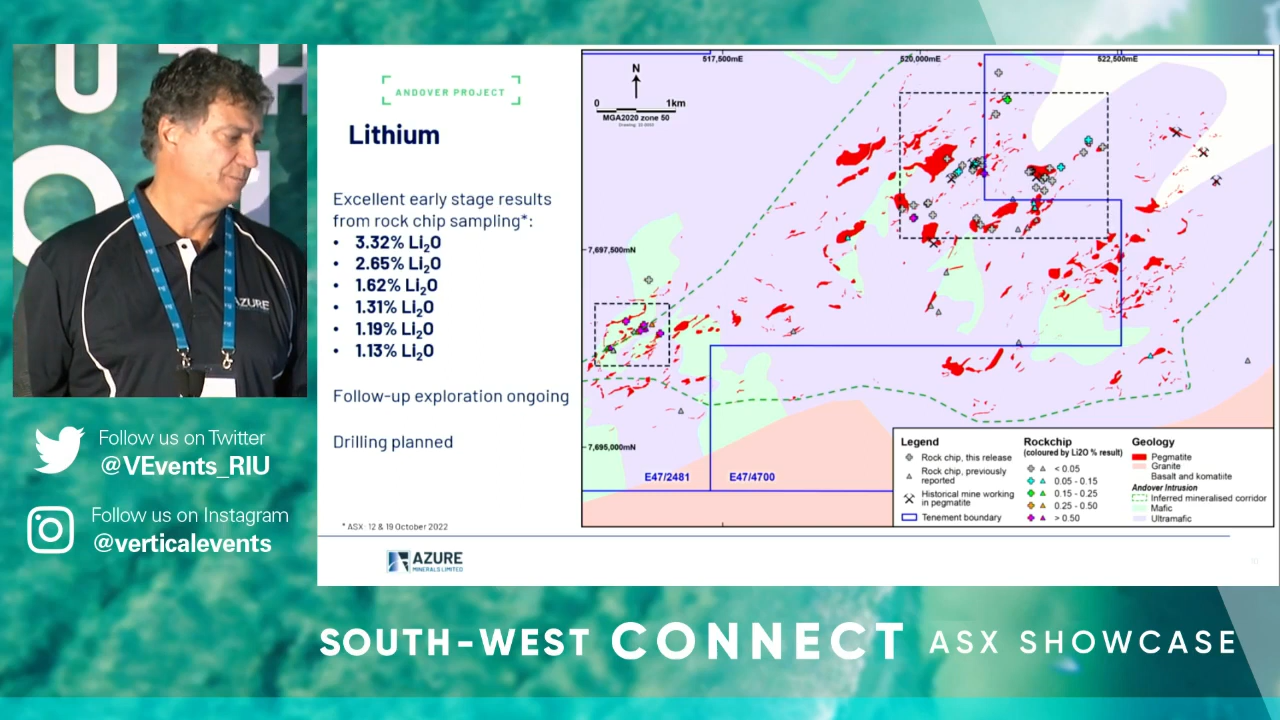 AZURE
Follow us on Twitter
@VEvents_RIU
Follow us on Instagram
@verticalevents
ANDOVER PROJECT
Lithium
Excellent early stage results
from rock chip sampling*:
• 3.32% Li₂O
• 2.65% Li₂O
• 1.62% Li₂O
• 1.31% Li₂O
• 1.19% Li₂O
• 1.13% Li₂O
Follow-up exploration ongoing
Drilling planned
* ASX: 12 & 19 October 2022
AZURE
MINERALS LIMITED
517,500mE
520,000mE
522,500mE
N
0 1km
MGA2020 zone 50
7,697,500mN
7,695,000mN
E47/2481
E47/4700
Legend
Rock chip, this release
Rock chip, previously
reported
Historical mine working
in pegmatite
Tenement boundary
Rockchip
(coloured by Li2O % result)
< 0.05
0.05 - 0.15
0.15 - 0.25
0.25 - 0.50
> 0.50
Geology
Pegmatite
Granite
Basalt and komatiite
Andover Intrusion
Inferred mineralised corridor
Mafic
Ultramafic
SOUTH-WEST CONNECT ASX SHOWCASE